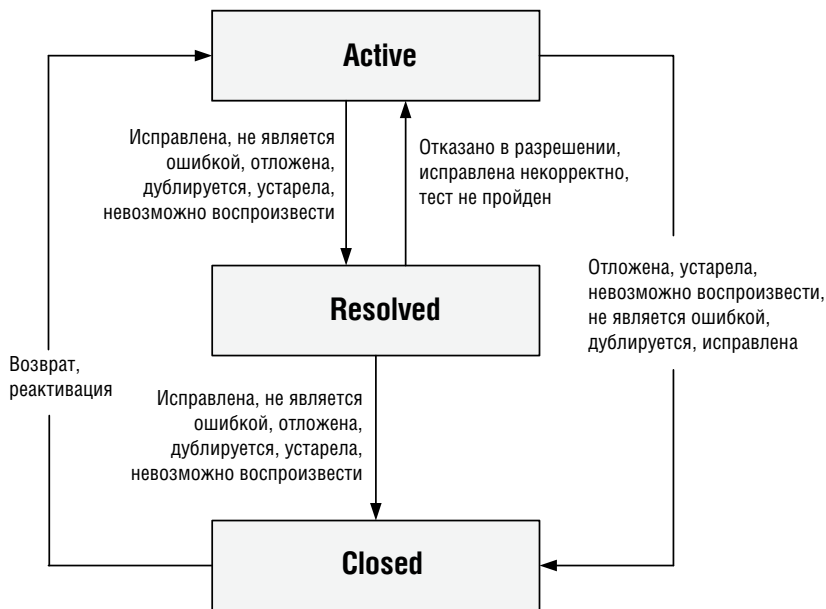 Active
Исправлена, не является
ошибкой, отложена,
дублируется, устарела,
невозможно воспроизвести
Отказано в разрешении,
исправлена некорректно,
тест не пройден
Отложена, устарела,
невозможно воспроизвести,
не является ошибкой,
дублируется, исправлена
Resolved
Возврат,
реактивация
Исправлена, не является
ошибкой, отложена,
дублируется, устарела,
невозможно воспроизвести
Closed